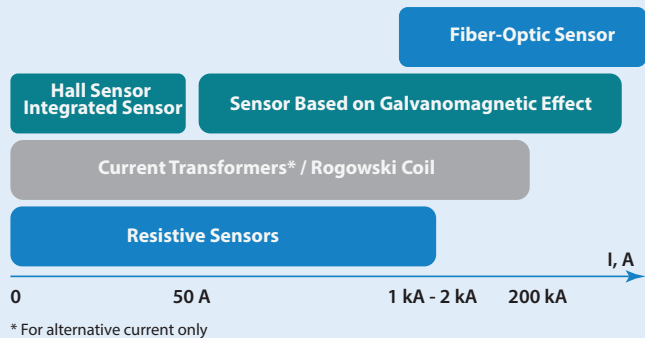 Fiber-Optic Sensor
Hall Sensor
Integrated Sensor
Sensor Based on Galvanomagnetic Effect
Current Transformers* / Rogowski Coil
Resistive Sensors
I, A
0 50 A 1 kA - 2 kA 200 kA
* For alternative current only